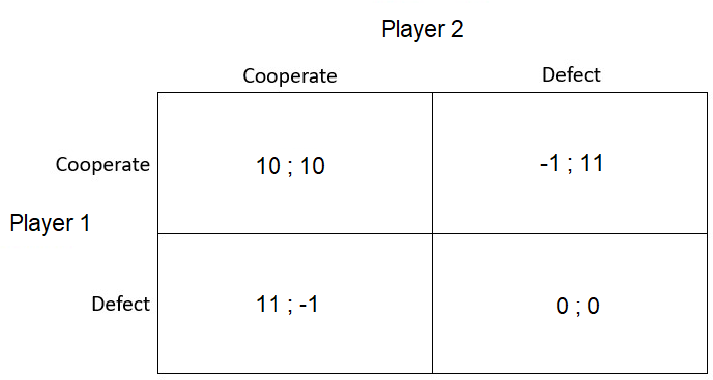 Player 2
Cooperate Defect
Cooperate 10 ; 10 -1 ; 11
Player 1
Defect 11 ; -1 0 ; 0